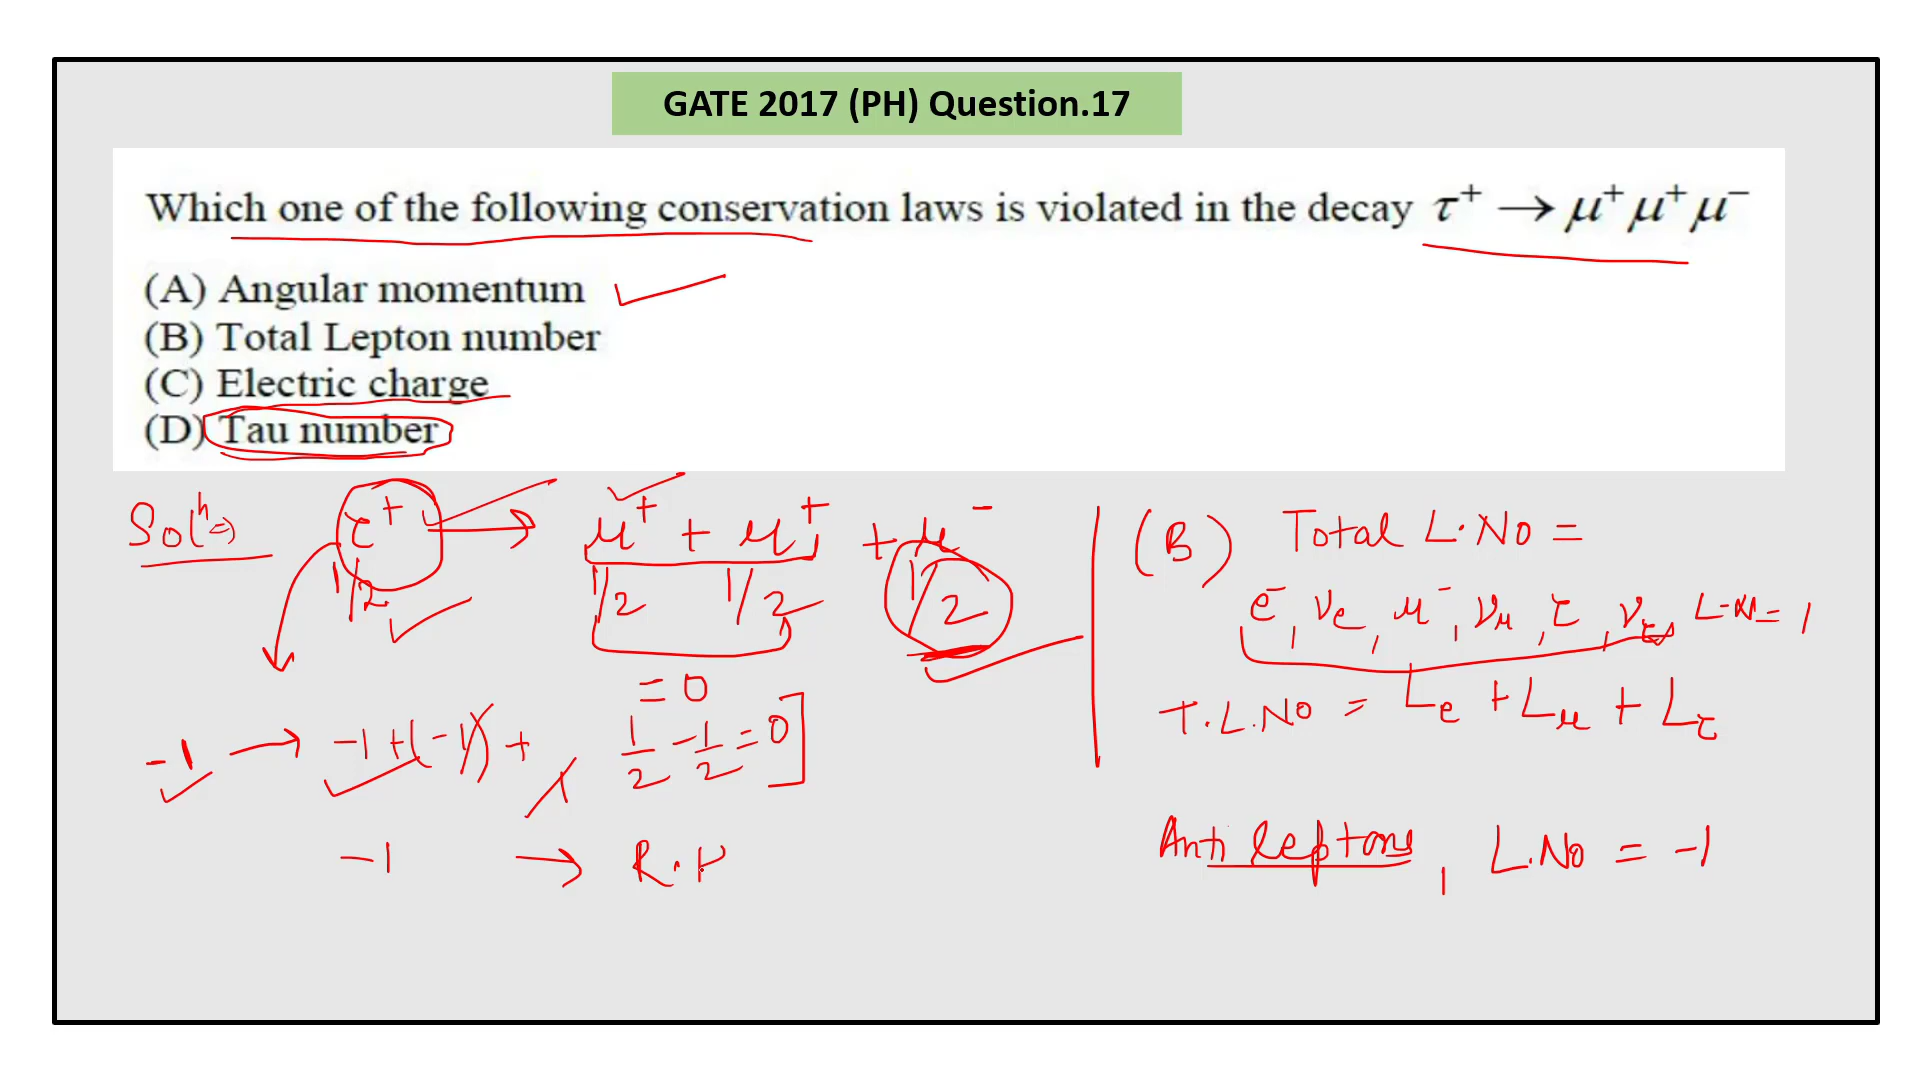 GATE 2017 (PH) Question.17
Which one of the following conservation laws is violated in the decay τ⁺ → μ⁺ μ⁺ μ⁻
(A) Angular momentum
(B) Total Lepton number
(C) Electric charge
(D) Tau number
Solⁿ⇒ τ⁺ → μ⁺ + μ⁺ + μ⁻
1/2 1/2 1/2 1/2
= 0
1/2 - 1/2 = 0
-1 → -1 + (-1) + 1
-1 → R.H
(B) Total L.No =
e⁻, νe, μ⁻, νμ, τ, ντ, L.N = 1
T.L.No = Le + Lμ + Lτ
Anti leptons, L.No = -1